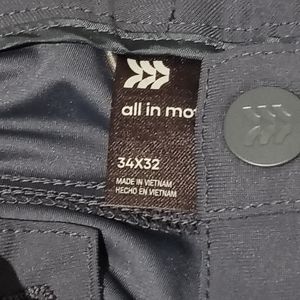 all in mo
34X32
MADE IN VIETNAM
HECHO EN VIETNAM